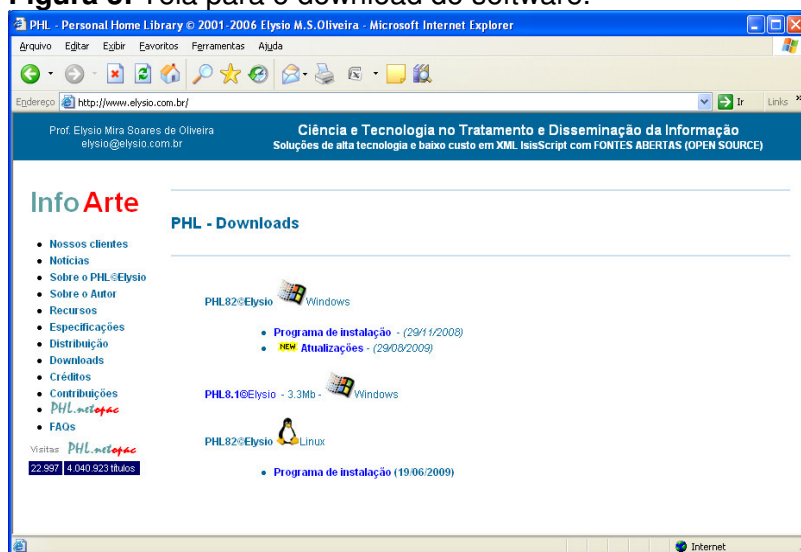 Figura 3: Tela para o download do software.
PHL - Personal Home Library © 2001-2006 Elysio M.S.Oliveira - Microsoft Internet Explorer
Arquivo Editar Exibir Favoritos Ferramentas Ajuda
Endereço http://www.elysio.com.br/ Ir Links »
Prof. Elysio Mira Soares de Oliveira
elysio@elysio.com.br
Ciência e Tecnologia no Tratamento e Disseminação da Informação
Soluções de alta tecnologia e baixo custo em XML IsisScript com FONTES ABERTAS (OPEN SOURCE)
InfoArte
Nossos clientes
Notícias
Sobre o PHL©Elysio
Sobre o Autor
Recursos
Especificações
Distribuição
Downloads
Créditos
Contribuições
PHL.netopac
FAQs
Visitas PHL.netopac
22.997 4.040.923 títulos
PHL - Downloads
PHL82©Elysio Windows
Programa de instalação - (29/11/2008)
NEW Atualizações - (29/08/2009)
PHL8.1©Elysio - 3.3Mb - Windows
PHL82©Elysio Linux
Programa de instalação (19/06/2009)
Internet